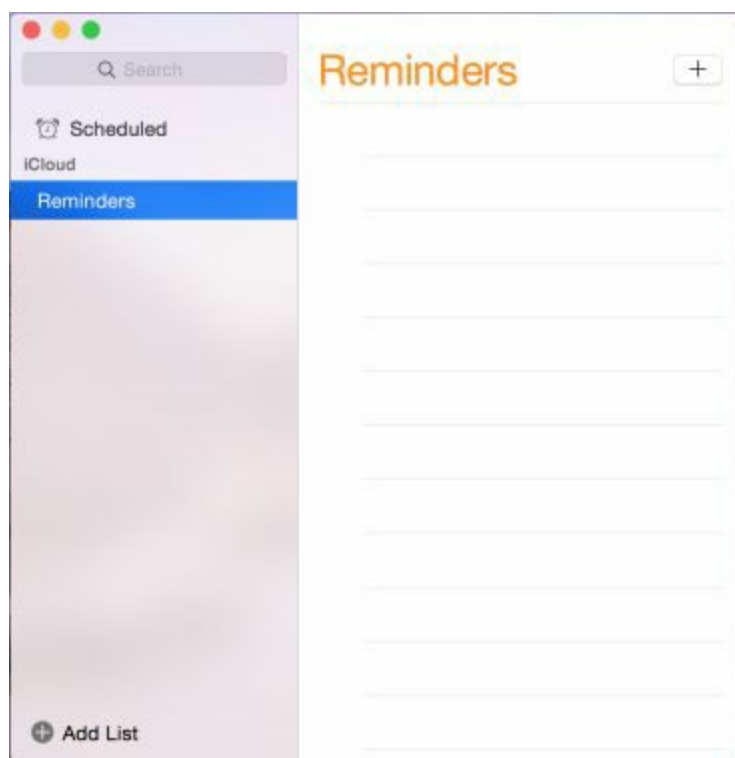 Search
Reminders
+
Scheduled
iCloud
Reminders
Add List